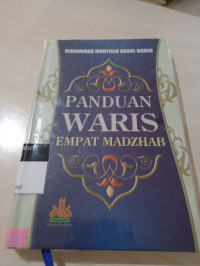 MUHAMMAD MUHYIDIN ABDUL HAMID
PANDUAN
WARIS
EMPAT MADZHAB